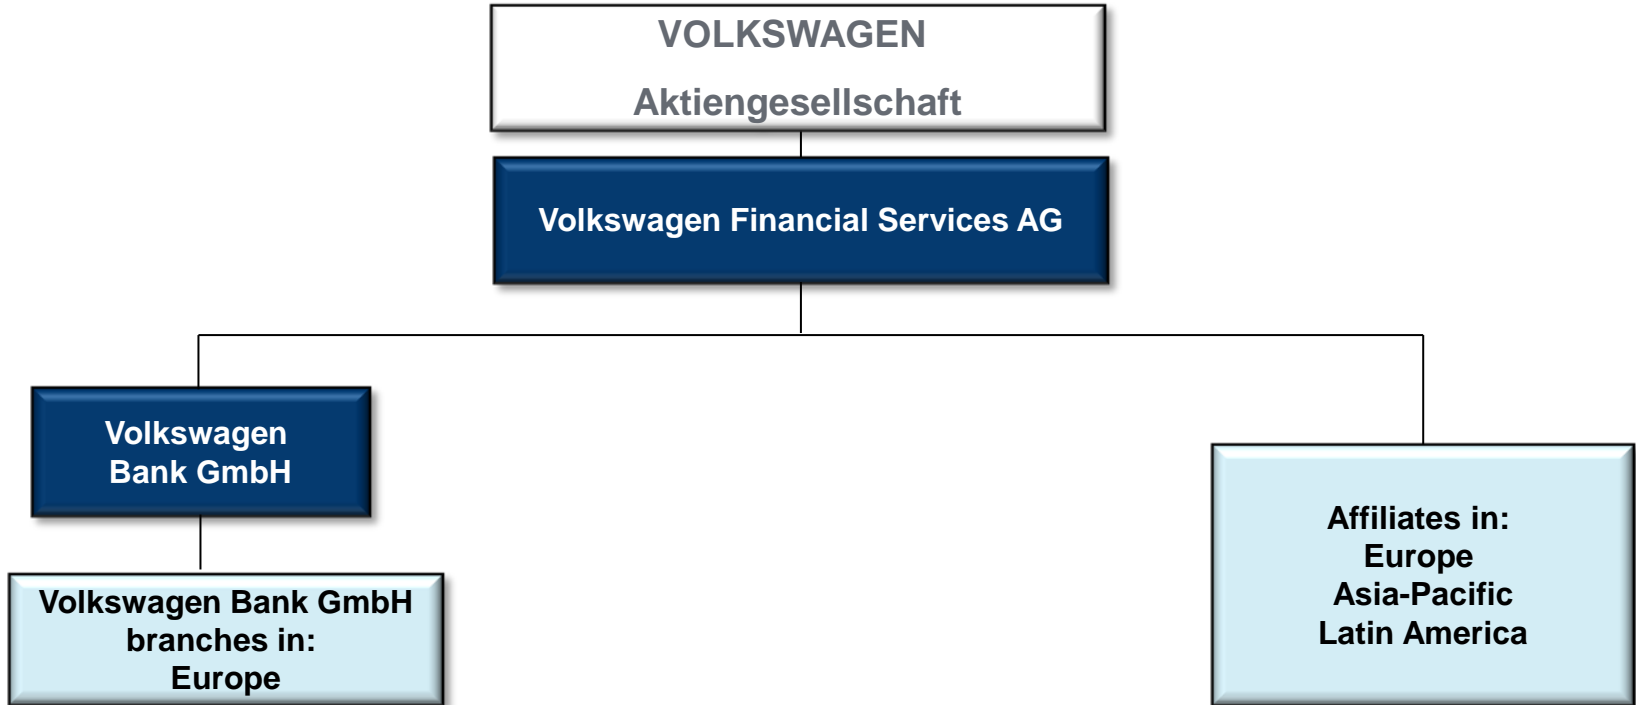 VOLKSWAGEN
Aktiengesellschaft
Volkswagen Financial Services AG
Volkswagen
Bank GmbH
Volkswagen Bank GmbH
branches in:
Europe
Affiliates in:
Europe
Asia-Pacific
Latin America